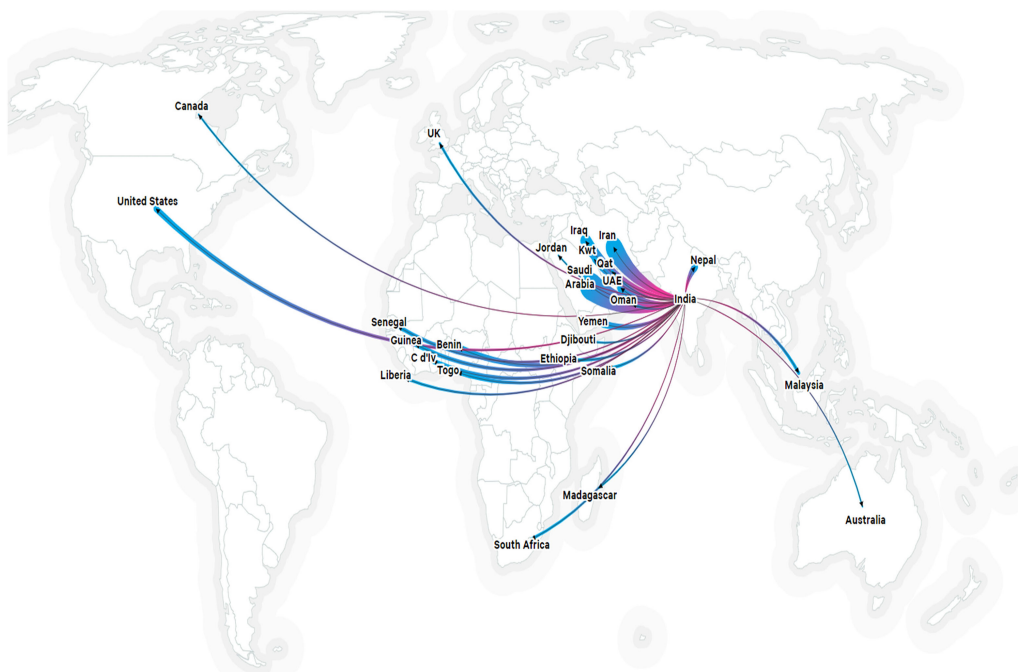 Canada
UK
United States
Iraq
Iran
Jordan
Kwt
Nepal
Qat
Saudi
Arabia
UAE
Oman
India
Senegal
Yemen
Guinea
Benin
Djibouti
C d'Iv
Ethiopia
Togo
Somalia
Liberia
Malaysia
Madagascar
Australia
South Africa